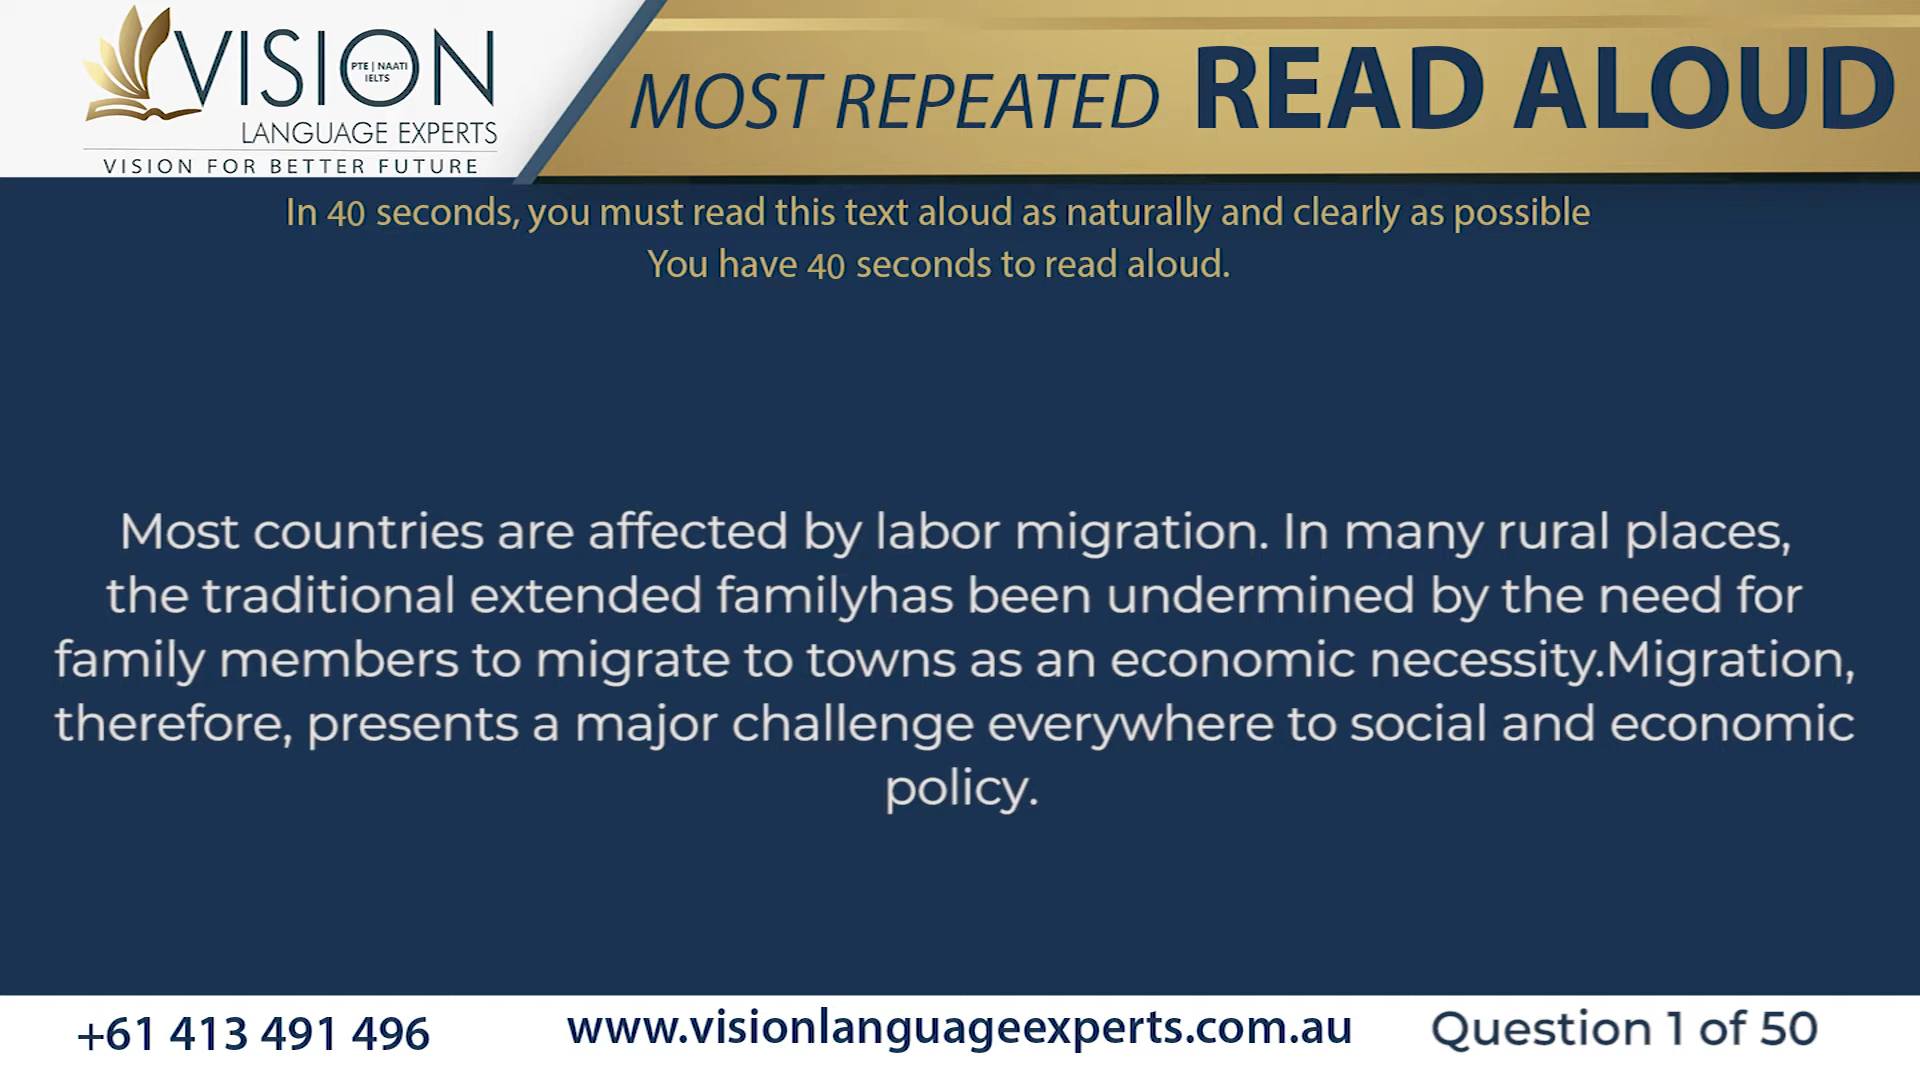 VISION
PTE | NAATI
IELTS
LANGUAGE EXPERTS
VISION FOR BETTER FUTURE
MOST REPEATED READ ALOUD
In 40 seconds, you must read this text aloud as naturally and clearly as possible
You have 40 seconds to read aloud.
Most countries are affected by labor migration. In many rural places,
the traditional extended familyhas been undermined by the need for
family members to migrate to towns as an economic necessity.Migration,
therefore, presents a major challenge everywhere to social and economic
policy.
+61 413 491 496
www.visionlanguageexperts.com.au
Question 1 of 50